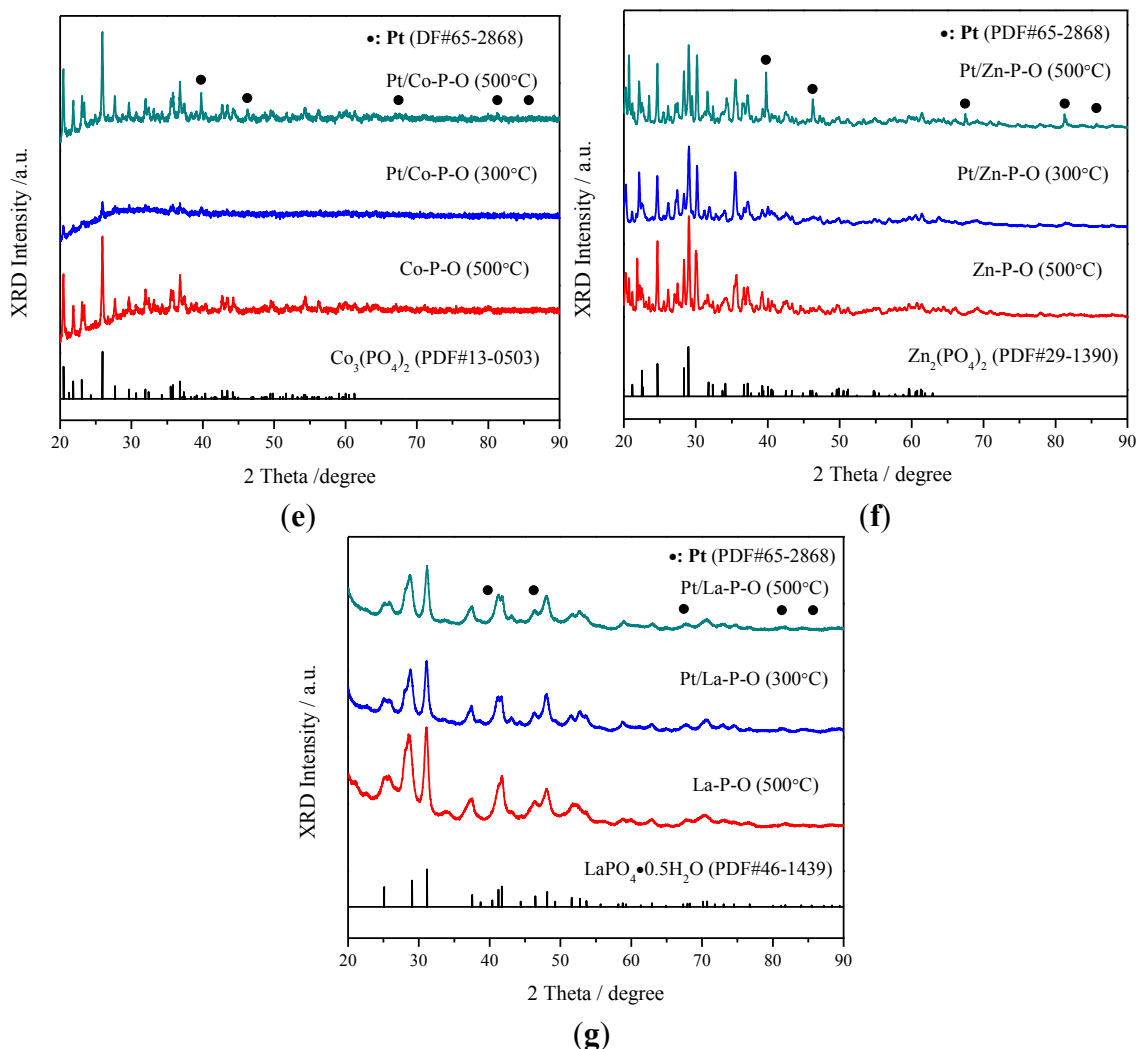 ●: Pt (DF#65-2868)
Pt/Co-P-O (500°C)
Pt/Co-P-O (300°C)
Co-P-O (500°C)
Co₃(PO₄)₂ (PDF#13-0503)
XRD Intensity /a.u.
20 30 40 50 60 70 80 90
2 Theta /degree
(e)
●: Pt (PDF#65-2868)
Pt/Zn-P-O (500°C)
Pt/Zn-P-O (300°C)
Zn-P-O (500°C)
Zn₂(PO₄)₂ (PDF#29-1390)
XRD Intensity / a.u.
20 30 40 50 60 70 80 90
2 Theta / degree
(f)
●: Pt (PDF#65-2868)
Pt/La-P-O (500°C)
Pt/La-P-O (300°C)
La-P-O (500°C)
LaPO₄●0.5H₂O (PDF#46-1439)
XRD Intensity / a.u.
20 30 40 50 60 70 80 90
2 Theta / degree
(g)